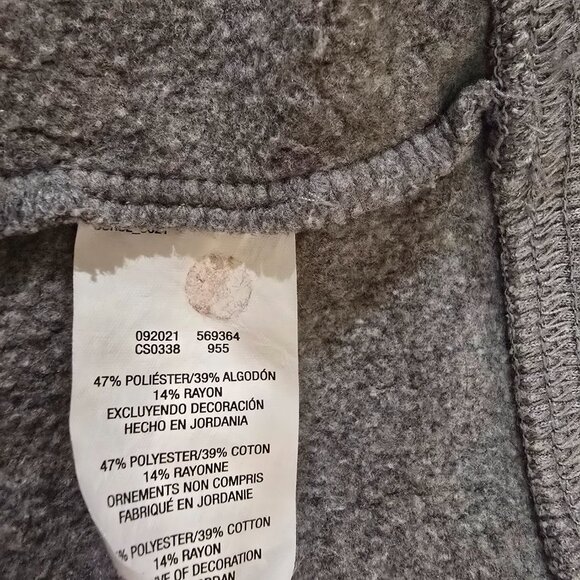 092021 569364
CS0338 955
47% POLIÉSTER/39% ALGODÓN
14% RAYON
EXCLUYENDO DECORACIÓN
HECHO EN JORDANIA
47% POLYESTER/39% COTON
14% RAYONNE
ORNEMENTS NON COMPRIS
FABRIQUÉ EN JORDANIE
% POLYESTER/39% COTTON
14% RAYON
OF DECORATION